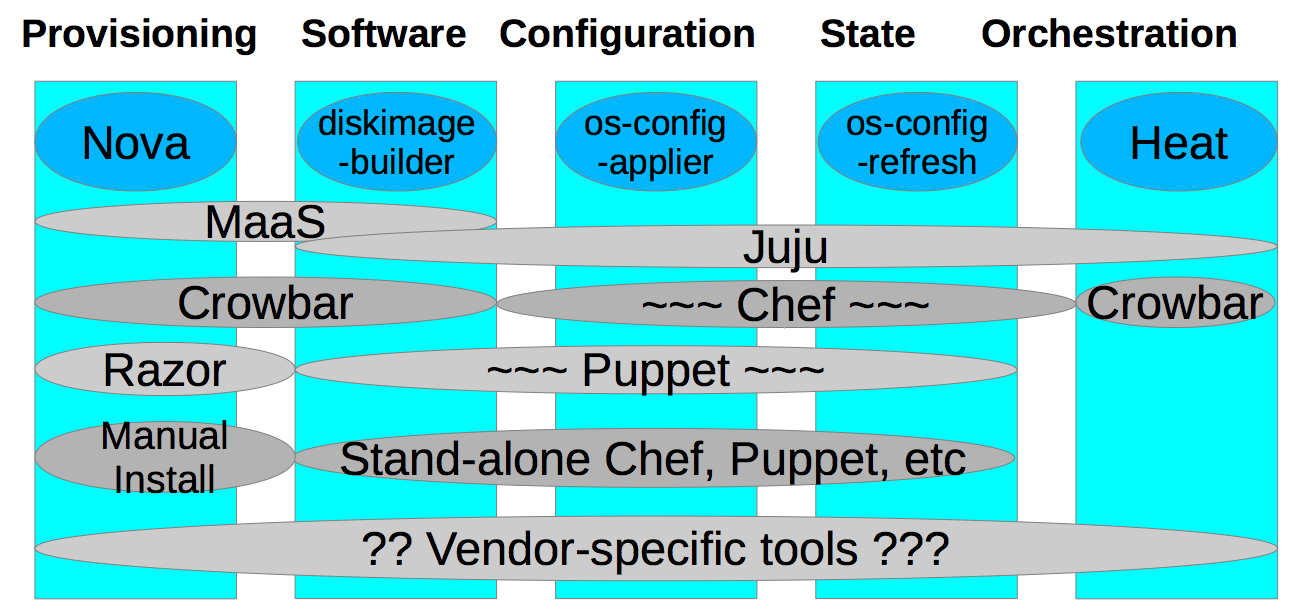 Provisioning Software Configuration State Orchestration
Nova
diskimage
-builder
os-config
-applier
os-config
-refresh
Heat
MaaS
Juju
Crowbar
~~~ Chef ~~~
Crowbar
Razor
~~~ Puppet ~~~
Manual
Install
Stand-alone Chef, Puppet, etc
?? Vendor-specific tools ???